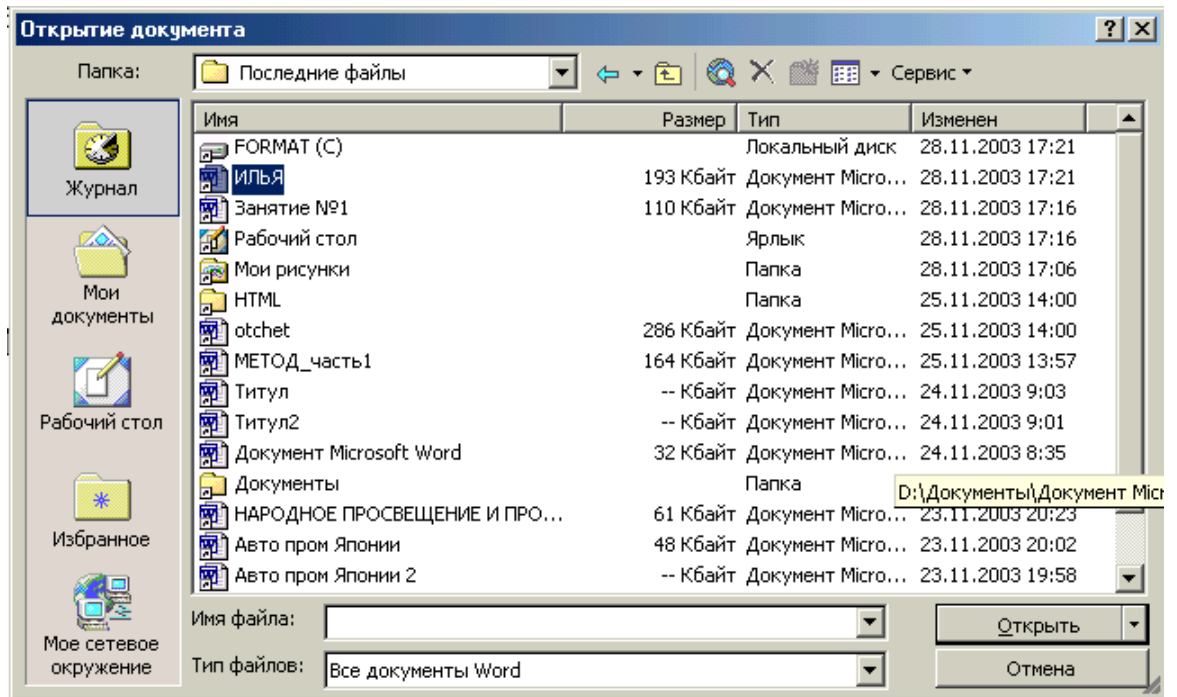 Открытие документа
Папка: Последние файлы Сервис
Имя Размер Тип Изменен
FORMAT (C) Локальный диск 28.11.2003 17:21
ИЛЬЯ 193 Кбайт Документ Micro... 28.11.2003 17:21
Занятие №1 110 Кбайт Документ Micro... 28.11.2003 17:16
Рабочий стол Ярлык 28.11.2003 17:16
Мои рисунки Папка 28.11.2003 17:06
HTML Папка 25.11.2003 14:00
otchet 286 Кбайт Документ Micro... 25.11.2003 14:00
МЕТОД_часть1 164 Кбайт Документ Micro... 25.11.2003 13:57
Титул -- Кбайт Документ Micro... 24.11.2003 9:03
Титул2 -- Кбайт Документ Micro... 24.11.2003 9:01
Документ Microsoft Word 32 Кбайт Документ Micro... 24.11.2003 8:35
Документы Папка
D:\Документы\Документ Micr
НАРОДНОЕ ПРОСВЕЩЕНИЕ И ПРО... 61 Кбайт Документ Micro... 23.11.2003 20:23
Авто пром Японии 48 Кбайт Документ Micro... 23.11.2003 20:02
Авто пром Японии 2 -- Кбайт Документ Micro... 23.11.2003 19:58
Журнал
Мои
документы
Рабочий стол
Избранное
Мое сетевое
окружение
Имя файла: Открыть
Тип файлов: Все документы Word Отмена